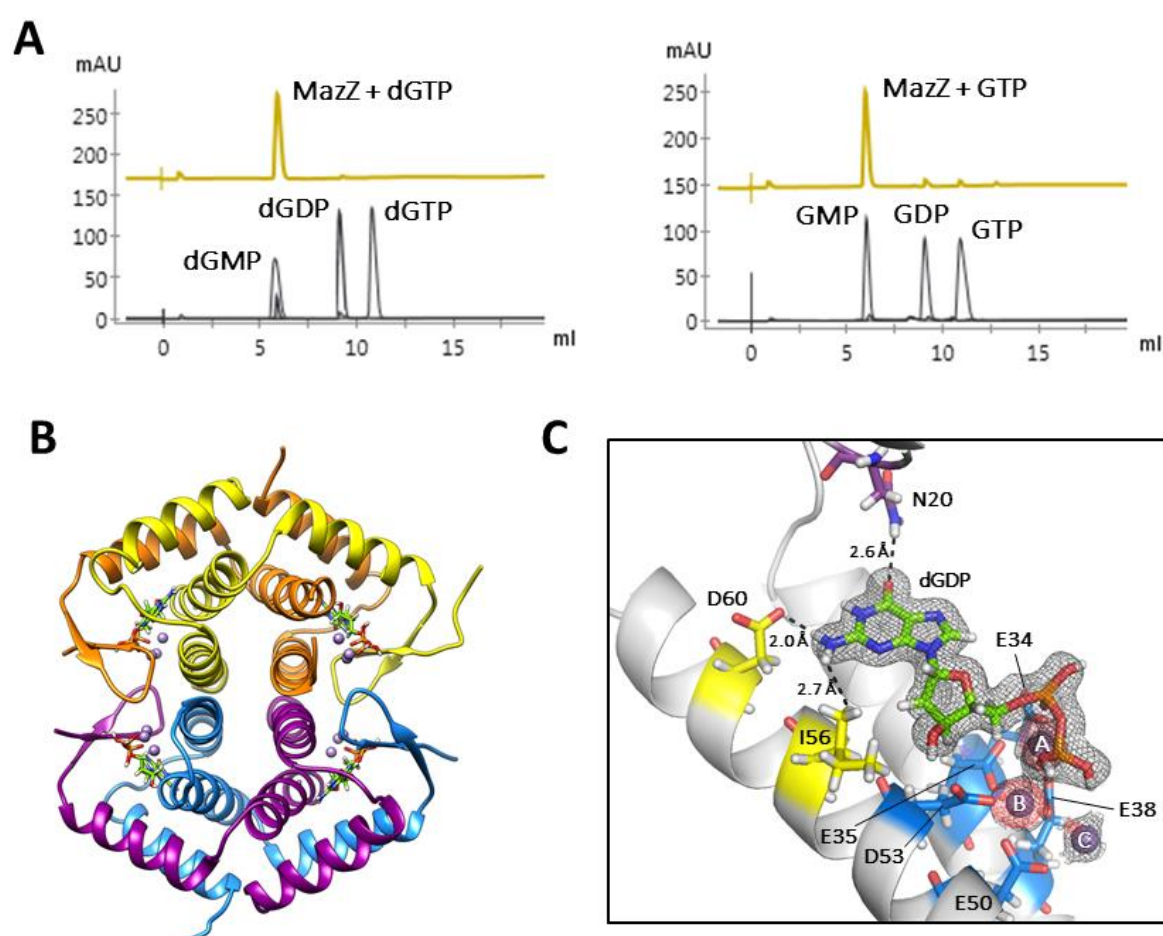 A
mAU
MazZ + dGTP
250
200
150
100
50
0
dGMP
dGDP
dGTP
0
5
10
15
ml
mAU
MazZ + GTP
250
200
150
100
50
0
GMP
GDP
GTP
0
5
10
15
ml
B
C
N20
2.6 Å
dGDP
D60
2.0 Å
E34
2.7 Å
I56
A
B
E38
E35
C
D53
E50